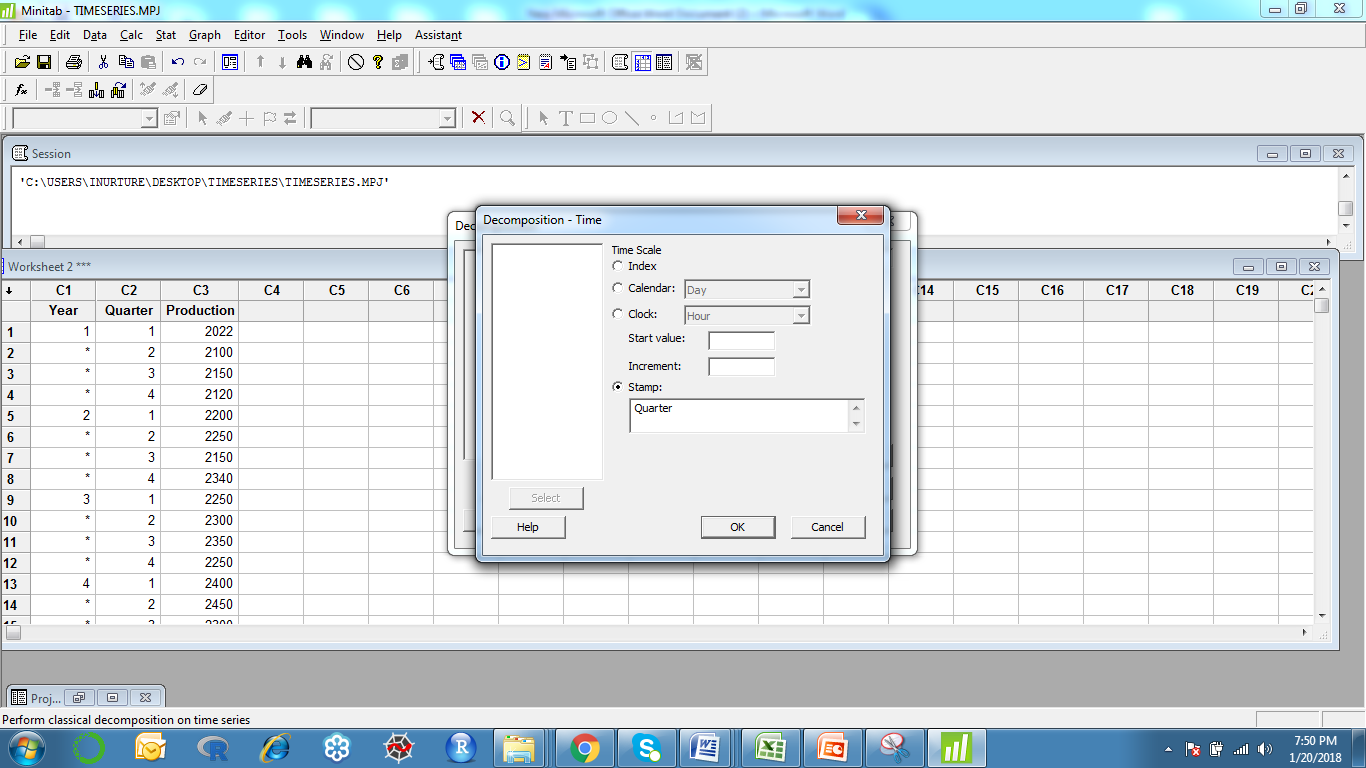 Minitab - TIMESERIES.MPJ
File Edit Data Calc Stat Graph Editor Tools Window Help Assistant
Session
'C:\USERS\INURTURE\DESKTOP\TIMESERIES\TIMESERIES.MPJ'
Decomposition - Time
Time Scale
Index
Calendar: Day
Clock: Hour
Start value:
Increment:
Stamp:
Quarter
Select
Help OK Cancel
Worksheet 2 ***
C1 C2 C3 C4 C5 C6 C15 C16 C17 C18 C19
Year Quarter Production
1 1 1 2022
2 * 2 2100
3 * 3 2150
4 * 4 2120
5 2 1 2200
6 * 2 2250
7 * 3 2150
8 * 4 2340
9 3 1 2250
10 * 2 2300
11 * 3 2350
12 * 4 2250
13 4 1 2400
14 * 2 2450
Proj...
Perform classical decomposition on time series
7:50 PM
1/20/2018